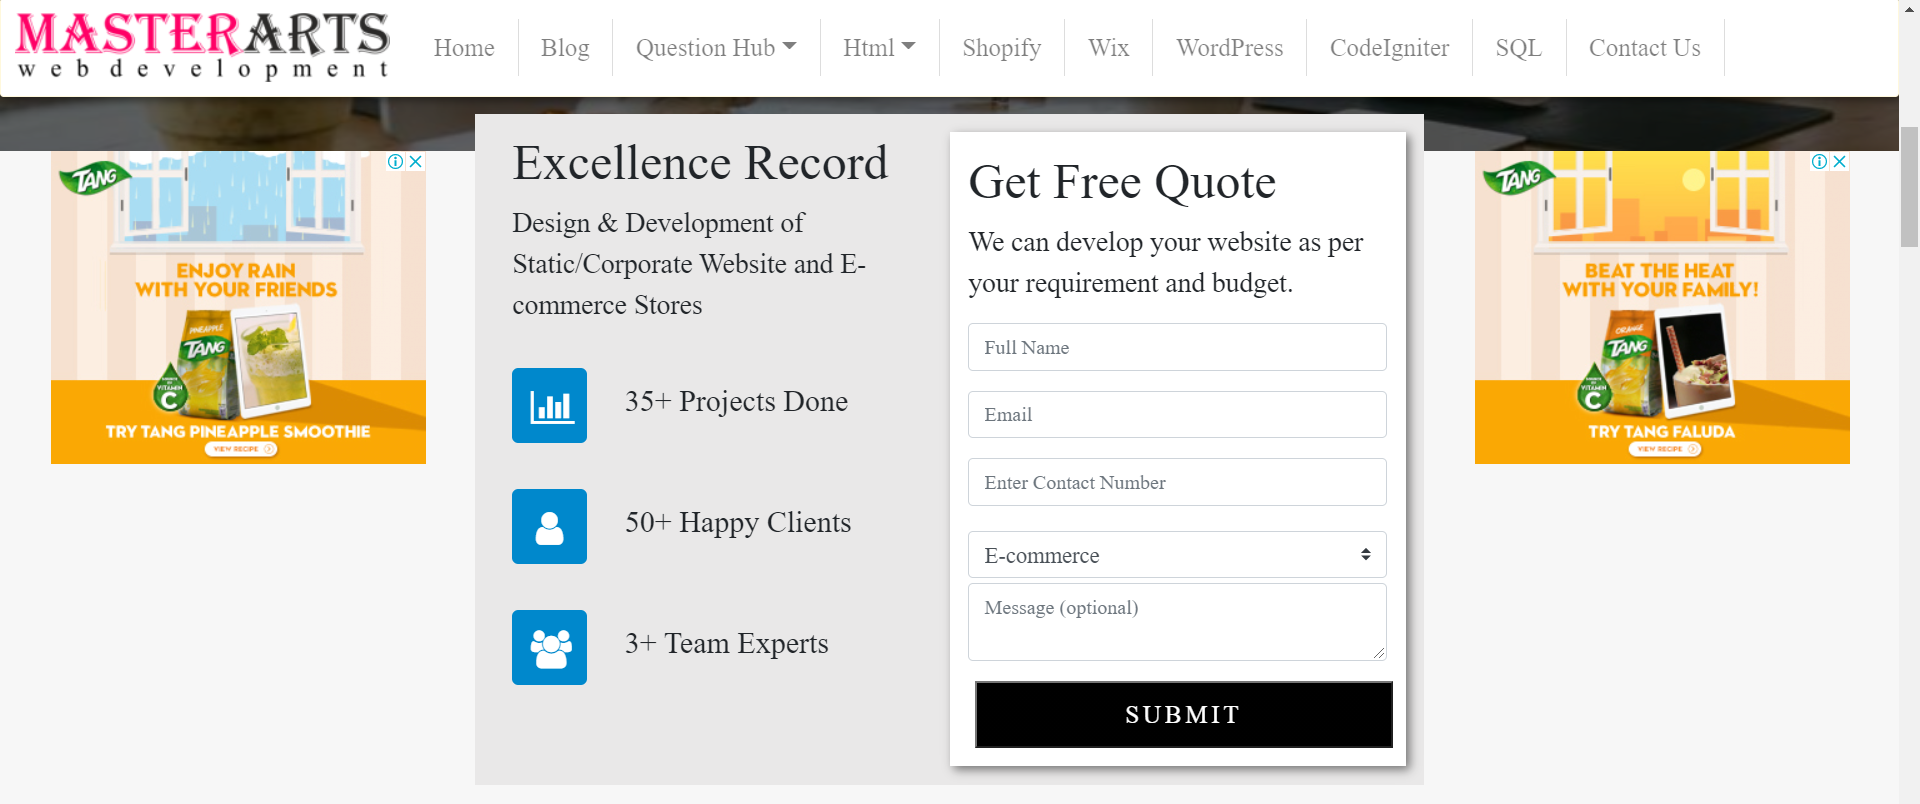 MASTERARTS
web development
Home
Blog
Question Hub
Html
Shopify
Wix
WordPress
CodeIgniter
SQL
Contact Us
TANG
ENJOY RAIN
WITH YOUR FRIENDS
PINEAPPLE
TANG
VITAMIN
C
TRY TANG PINEAPPLE SMOOTHIE
VIEW RECIPE
Excellence Record
Design & Development of
Static/Corporate Website and E-
commerce Stores
35+ Projects Done
50+ Happy Clients
3+ Team Experts
Get Free Quote
We can develop your website as per
your requirement and budget.
Full Name
Email
Enter Contact Number
E-commerce
Message (optional)
SUBMIT
TANG
BEAT THE HEAT
WITH YOUR FAMILY!
ORANGE
TANG
VITAMIN
C
TRY TANG FALUDA
VIEW RECIPE